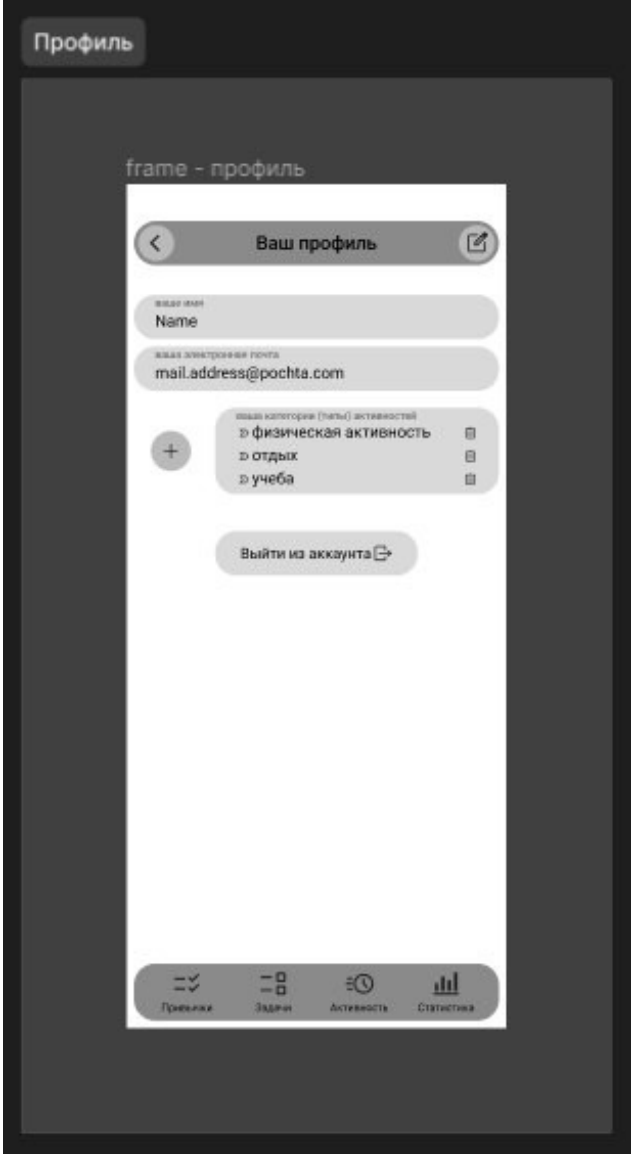 Профиль
frame - профиль
Ваш профиль
ваше имя
Name
ваша электронная почта
mail.address@pochta.com
ваша категории (типы) активностей
физическая активность
отдых
учеба
Выйти из аккаунта
Привычки Задачи Активность Статистика